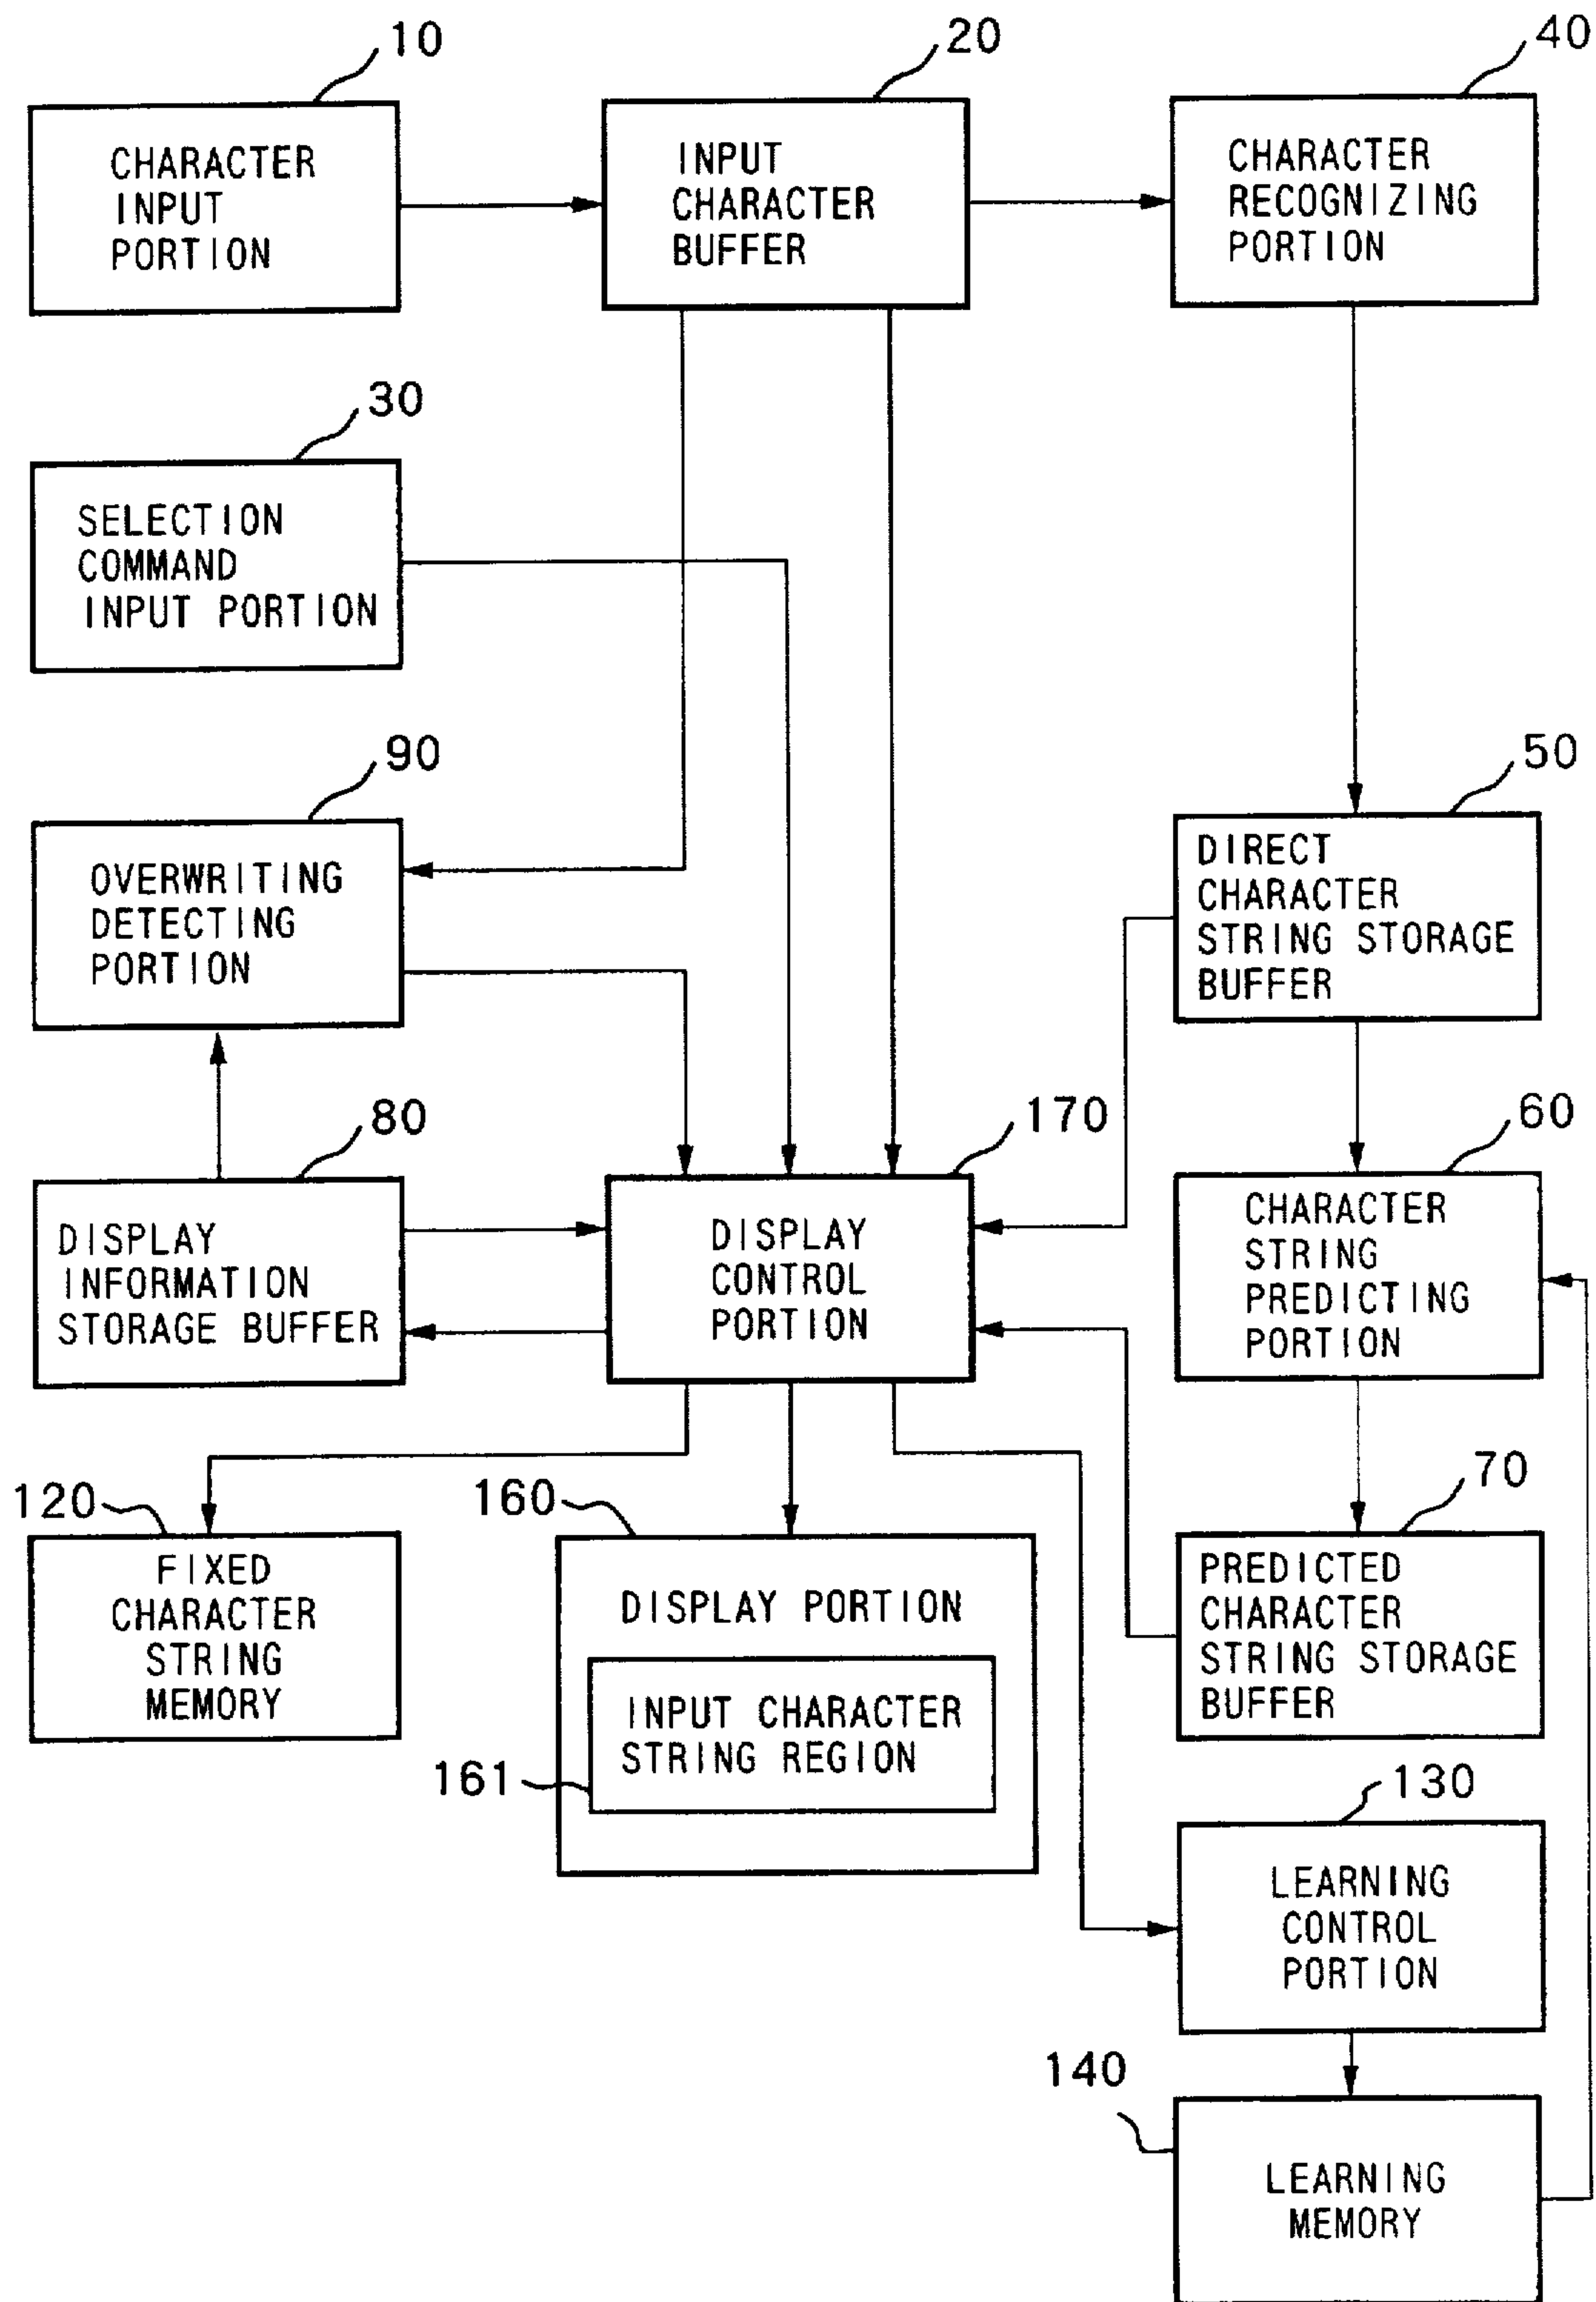 10
20
40
CHARACTER
INPUT
PORTION
INPUT
CHARACTER
BUFFER
CHARACTER
RECOGNIZING
PORTION
30
SELECTION
COMMAND
INPUT PORTION
90
50
OVERWRITING
DETECTING
PORTION
DIRECT
CHARACTER
STRING STORAGE
BUFFER
80
170
60
DISPLAY
INFORMATION
STORAGE BUFFER
DISPLAY
CONTROL
PORTION
CHARACTER
STRING
PREDICTING
PORTION
120
160
70
FIXED
CHARACTER
STRING
MEMORY
DISPLAY PORTION
INPUT CHARACTER
STRING REGION
161
PREDICTED
CHARACTER
STRING STORAGE
BUFFER
130
LEARNING
CONTROL
PORTION
140
LEARNING
MEMORY